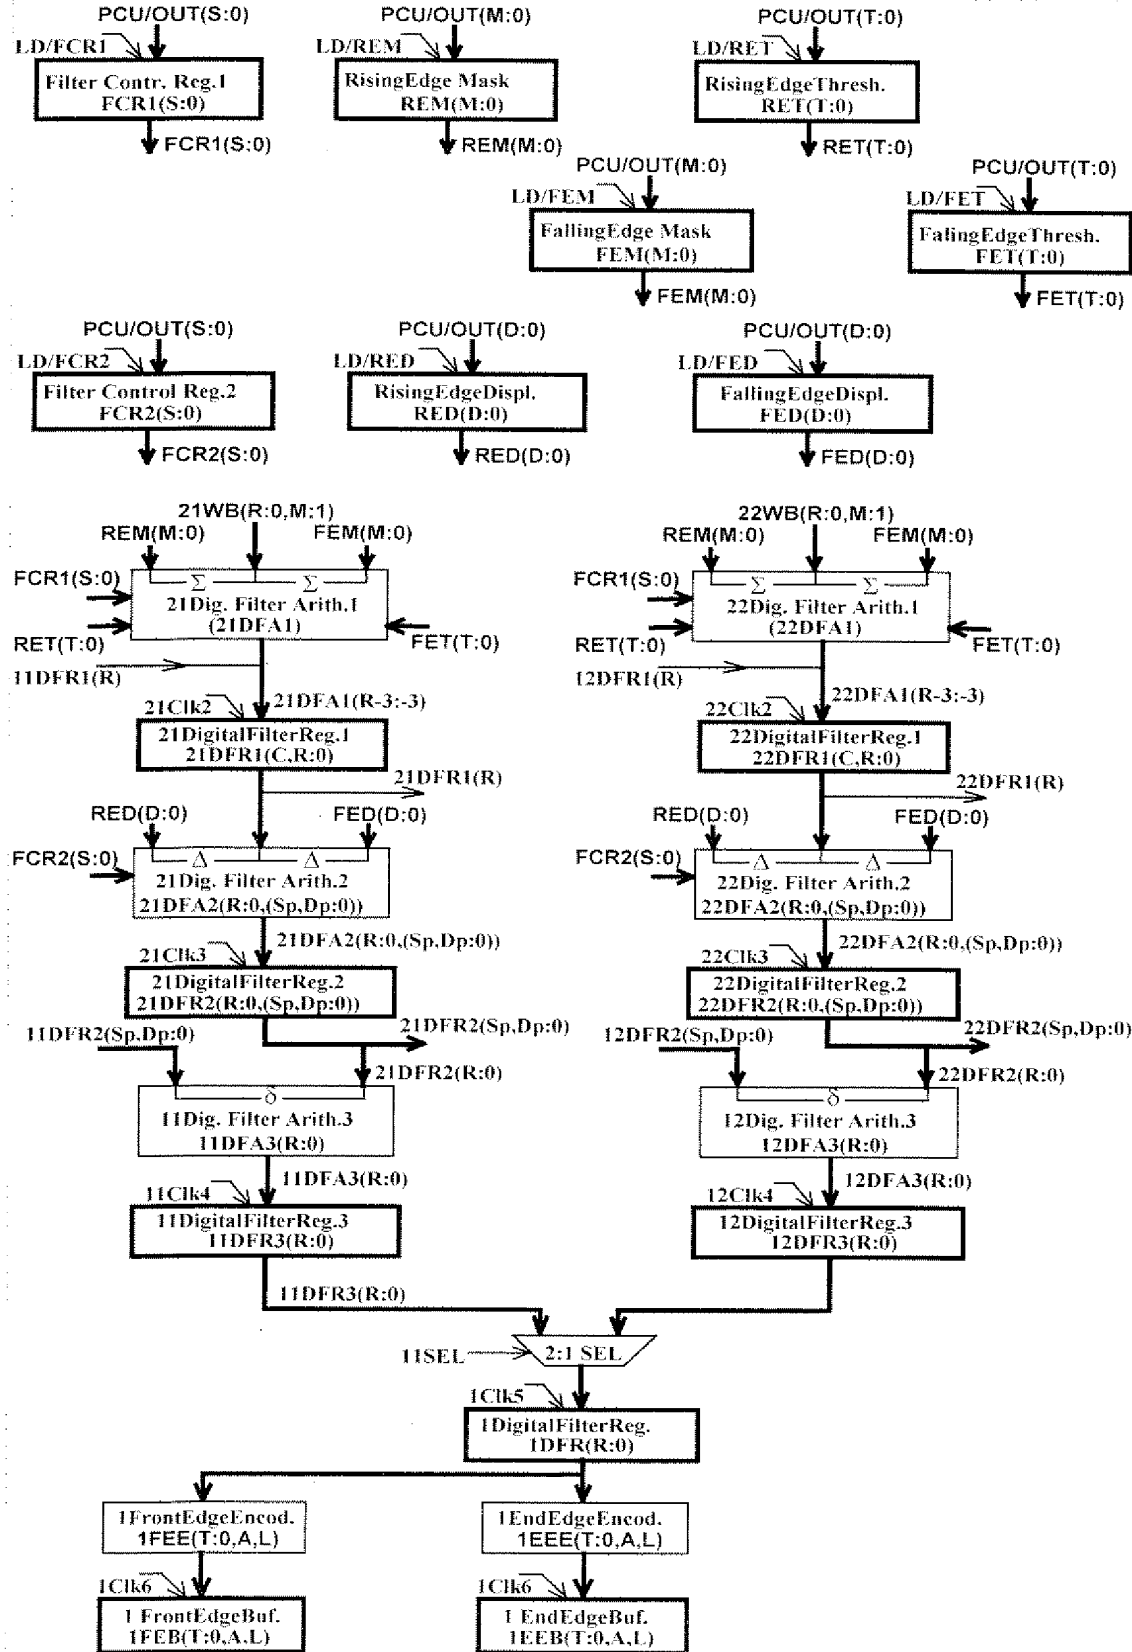 PCU/OUT(S:0)
PCU/OUT(M:0)
PCU/OUT(T:0)
LD/FCR1
LD/REM
LD/RET
Filter Contr. Reg.1
FCR1(S:0)
RisingEdge Mask
REM(M:0)
RisingEdgeThresh.
RET(T:0)
FCR1(S:0)
REM(M:0)
RET(T:0)
PCU/OUT(M:0)
PCU/OUT(T:0)
LD/FEM
LD/FET
FallingEdge Mask
FEM(M:0)
FalingEdgeThresh.
FET(T:0)
FEM(M:0)
FET(T:0)
PCU/OUT(S:0)
PCU/OUT(D:0)
PCU/OUT(D:0)
LD/FCR2
LD/RED
LD/FED
Filter Control Reg.2
FCR2(S:0)
RisingEdgeDispl.
RED(D:0)
FallingEdgeDispl.
FED(D:0)
FCR2(S:0)
RED(D:0)
FED(D:0)
21WB(R:0,M:1)
REM(M:0)
FEM(M:0)
FCR1(S:0)
Σ Σ
21Dig. Filter Arith.1
(21DFA1)
RET(T:0)
FET(T:0)
11DFR1(R)
21DFA1(R-3:-3)
21Clk2
21DigitalFilterReg.1
21DFR1(C,R:0)
21DFR1(R)
RED(D:0)
FED(D:0)
FCR2(S:0)
Δ Δ
21Dig. Filter Arith.2
21DFA2(R:0,(Sp,Dp:0))
21DFA2(R:0,(Sp,Dp:0))
21Clk3
21DigitalFilterReg.2
21DFR2(R:0,(Sp,Dp:0))
11DFR2(Sp,Dp:0)
21DFR2(Sp,Dp:0)
21DFR2(R:0)
δ
11Dig. Filter Arith.3
11DFA3(R:0)
11DFA3(R:0)
11Clk4
11DigitalFilterReg.3
11DFR3(R:0)
11DFR3(R:0)
22WB(R:0,M:1)
REM(M:0)
FEM(M:0)
FCR1(S:0)
Σ Σ
22Dig. Filter Arith.1
(22DFA1)
RET(T:0)
FET(T:0)
12DFR1(R)
22DFA1(R-3:-3)
22Clk2
22DigitalFilterReg.1
22DFR1(C,R:0)
22DFR1(R)
RED(D:0)
FED(D:0)
FCR2(S:0)
Δ Δ
22Dig. Filter Arith.2
22DFA2(R:0,(Sp,Dp:0))
22DFA2(R:0,(Sp,Dp:0))
22Clk3
22DigitalFilterReg.2
22DFR2(R:0,(Sp,Dp:0))
12DFR2(Sp,Dp:0)
22DFR2(Sp,Dp:0)
22DFR2(R:0)
δ
12Dig. Filter Arith.3
12DFA3(R:0)
12DFA3(R:0)
12Clk4
12DigitalFilterReg.3
12DFR3(R:0)
11SEL
2:1 SEL
1Clk5
1DigitalFilterReg.
1DFR(R:0)
1FrontEdgeEncod.
1FEE(T:0,A,L)
1EndEdgeEncod.
1EEE(T:0,A,L)
1Clk6
1Clk6
1 FrontEdgeBuf.
1FEB(T:0,A,L)
1 EndEdgeBuf.
1EEB(T:0,A,L)